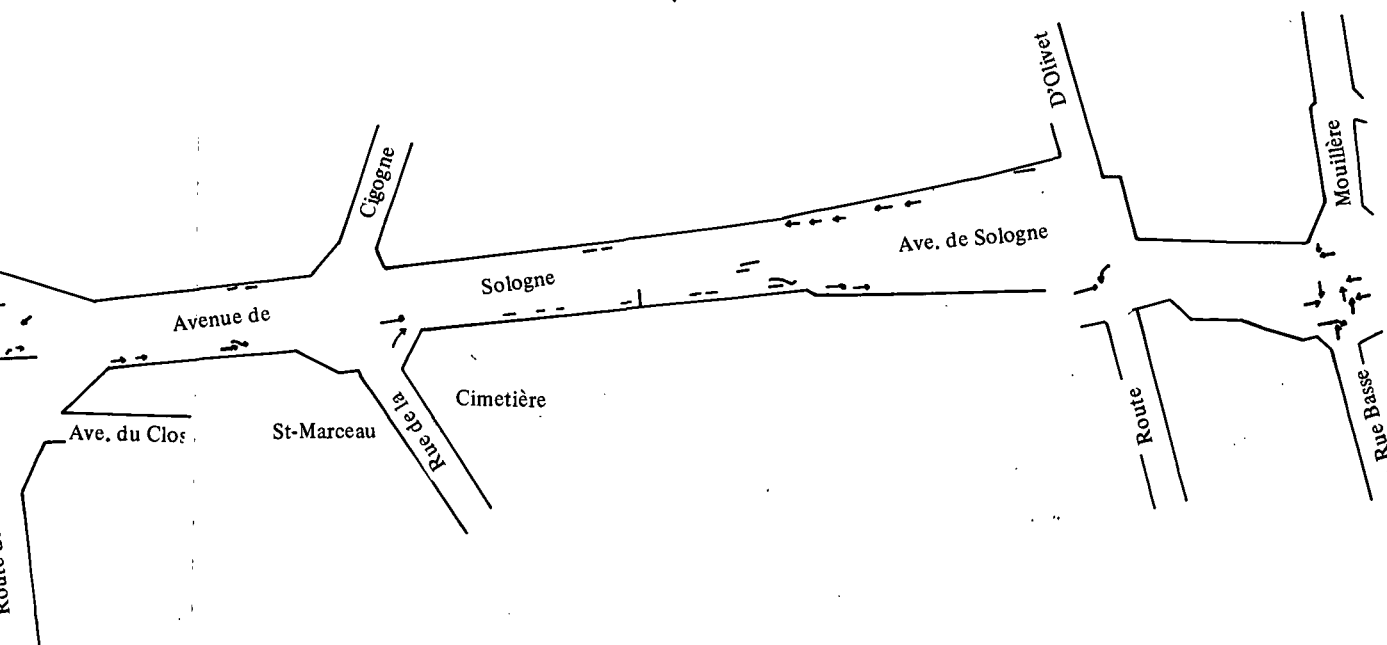 D'Olivet
Mouillère
Cigogne
Ave. de Sologne
Sologne
Avenue de
Cimetière
Rue de la
Ave. du Clos
St-Marceau
Route
Rue Basse
Route